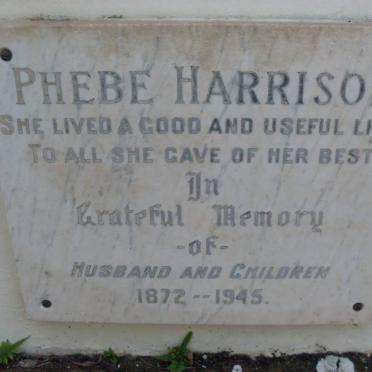 PHEBE HARRISO
SHE LIVED A GOOD AND USEFUL LI
TO ALL SHE GAVE OF HER BEST
In
Grateful Memory
-of-
HUSBAND AND CHILDREN
1872--1945.